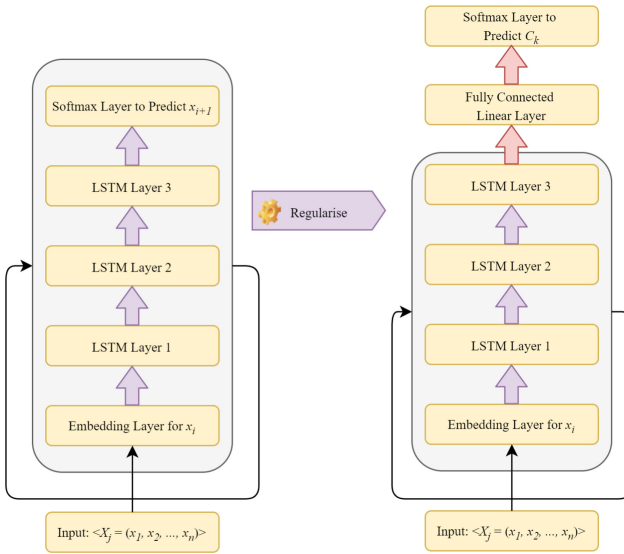 Softmax Layer to Predict x_{i+1}
LSTM Layer 3
LSTM Layer 2
LSTM Layer 1
Embedding Layer for x_i
Input: <X_j = (x_1, x_2, ..., x_n)>
Regularise
Softmax Layer to
Predict C_k
Fully Connected
Linear Layer
LSTM Layer 3
LSTM Layer 2
LSTM Layer 1
Embedding Layer for x_i
Input: <X_j = (x_1, x_2, ..., x_n)>